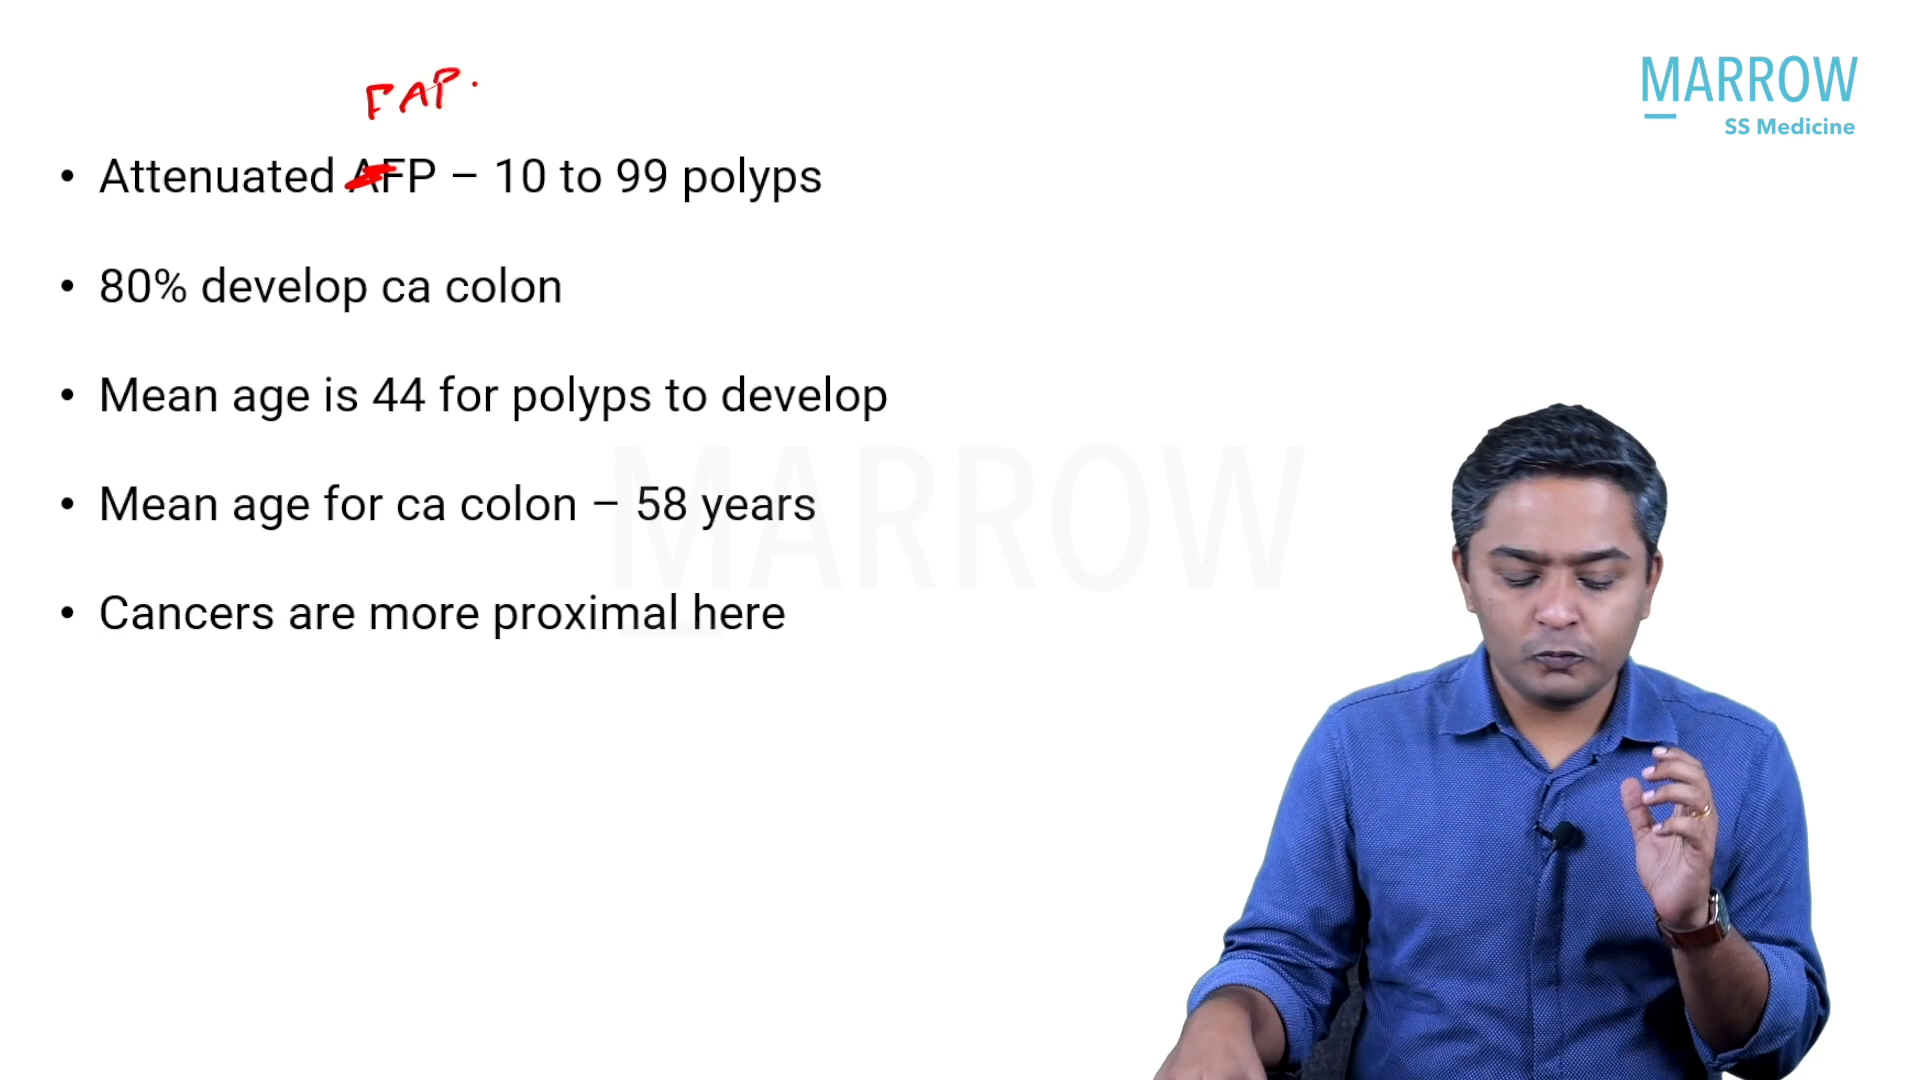 MARROW
SS Medicine
FAP.
• Attenuated AFP – 10 to 99 polyps
• 80% develop ca colon
• Mean age is 44 for polyps to develop
• Mean age for ca colon – 58 years
• Cancers are more proximal here
MARROW